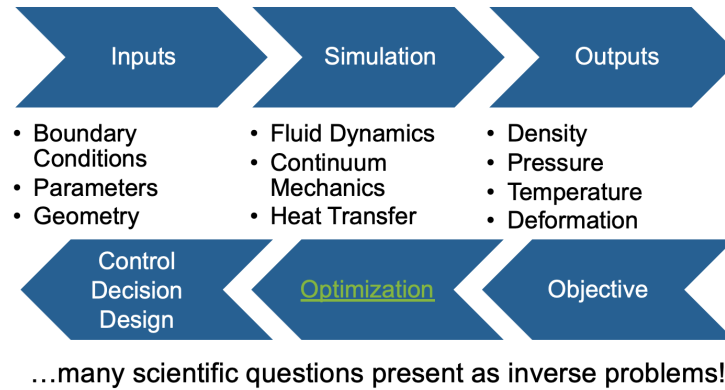 Inputs
Simulation
Outputs
• Boundary
Conditions
• Parameters
• Geometry
• Fluid Dynamics
• Continuum
Mechanics
• Heat Transfer
• Density
• Pressure
• Temperature
• Deformation
Control
Decision
Design
Optimization
Objective
...many scientific questions present as inverse problems!